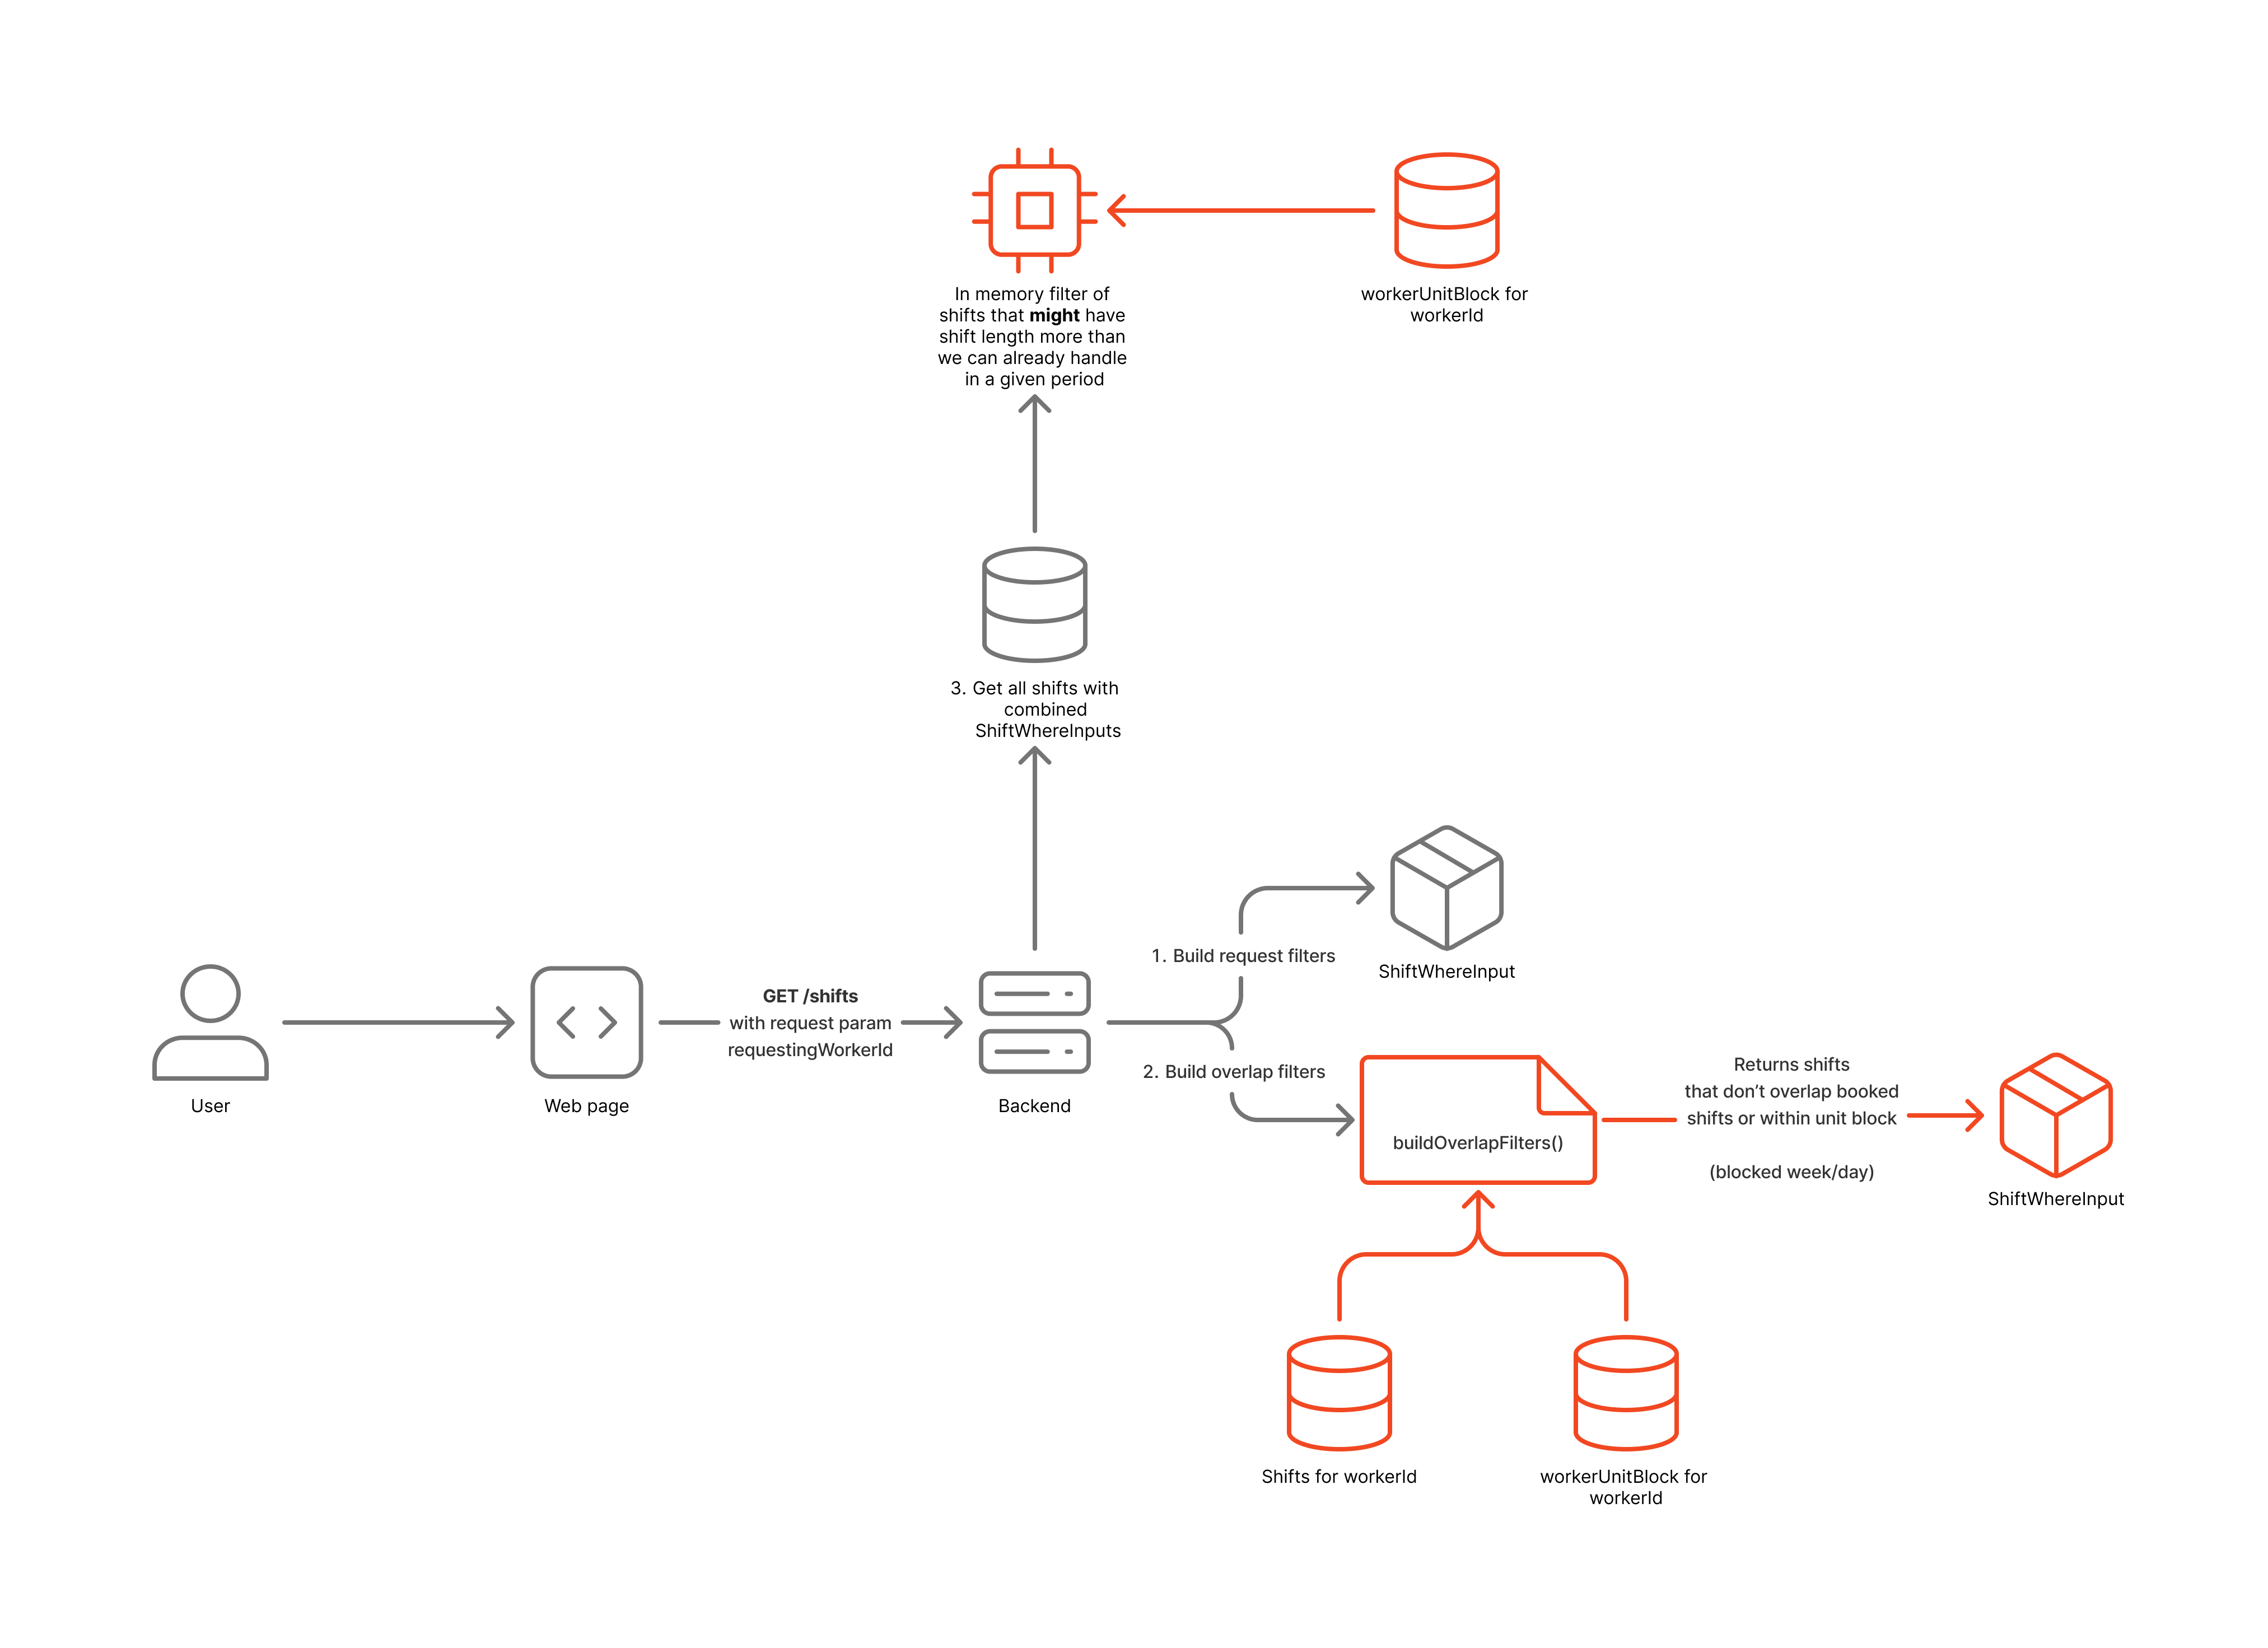 In memory filter of
shifts that might have
shift length more than
we can already handle
in a given period
workerUnitBlock for
workerId
3. Get all shifts with
combined
ShiftWhereInputs
1. Build request filters
ShiftWhereInput
GET /shifts
with request param
requestingWorkerId
2. Build overlap filters
User
Web page
Backend
buildOverlapFilters()
Returns shifts
that don’t overlap booked
shifts or within unit block
(blocked week/day)
ShiftWhereInput
Shifts for workerId
workerUnitBlock for
workerId